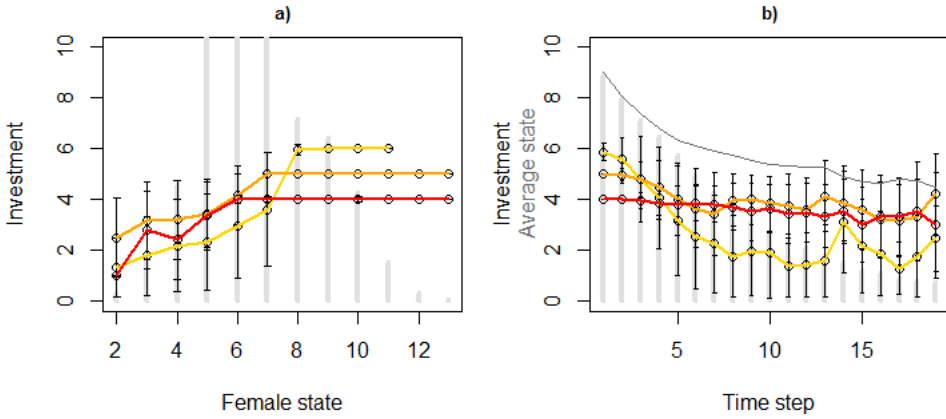 a)
Investment
10
8
6
4
2
0
2 4 6 8 10 12
Female state
b)
Investment
Average state
10
8
6
4
2
0
5 10 15
Time step